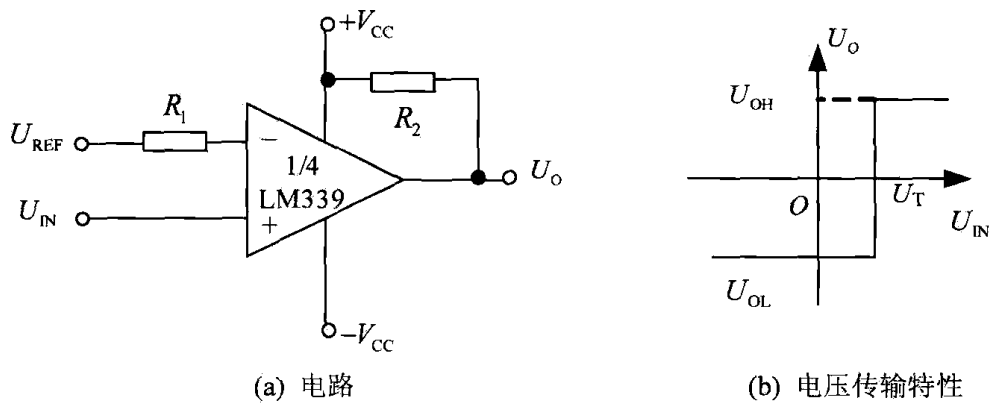 +V_CC
R_1
R_2
U_REF
−
1/4
LM339
U_O
U_IN
+
−V_CC
(a) 电路
U_O
U_OH
O
U_T
U_IN
U_OL
(b) 电压传输特性